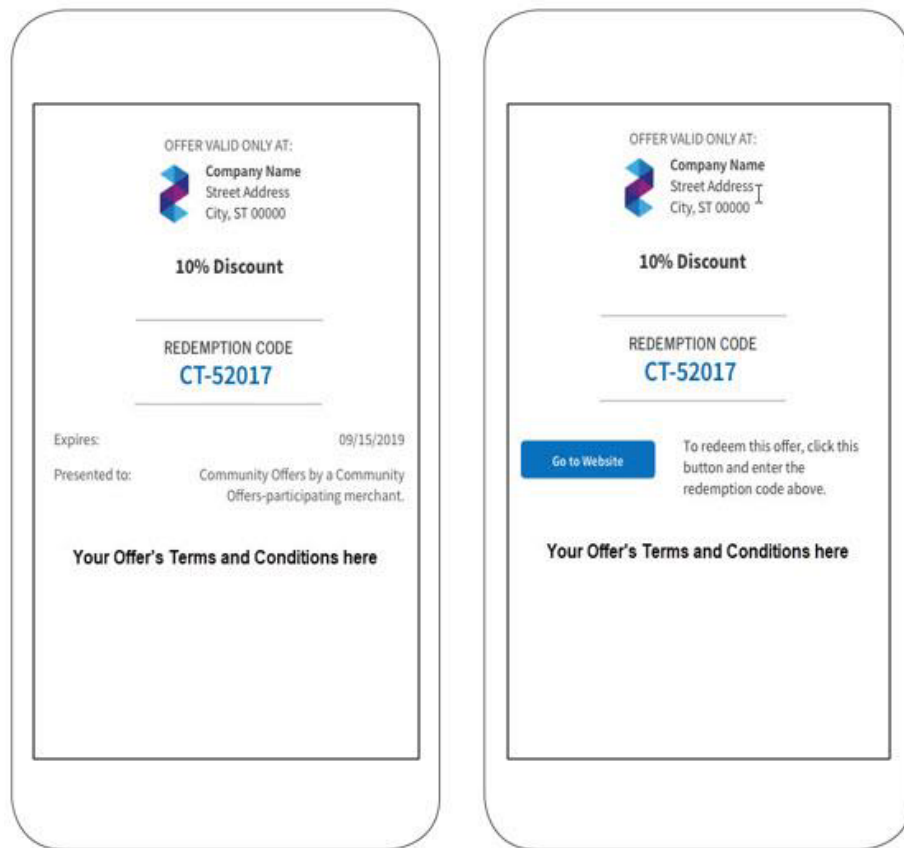 OFFER VALID ONLY AT:
Company Name
Street Address
City, ST 00000
10% Discount
REDEMPTION CODE
CT-52017
Expires: 09/15/2019
Presented to: Community Offers by a Community
Offers-participating merchant.
Your Offer's Terms and Conditions here
OFFER VALID ONLY AT:
Company Name
Street Address
City, ST 00000
10% Discount
REDEMPTION CODE
CT-52017
Go to Website
To redeem this offer, click this
button and enter the
redemption code above.
Your Offer's Terms and Conditions here